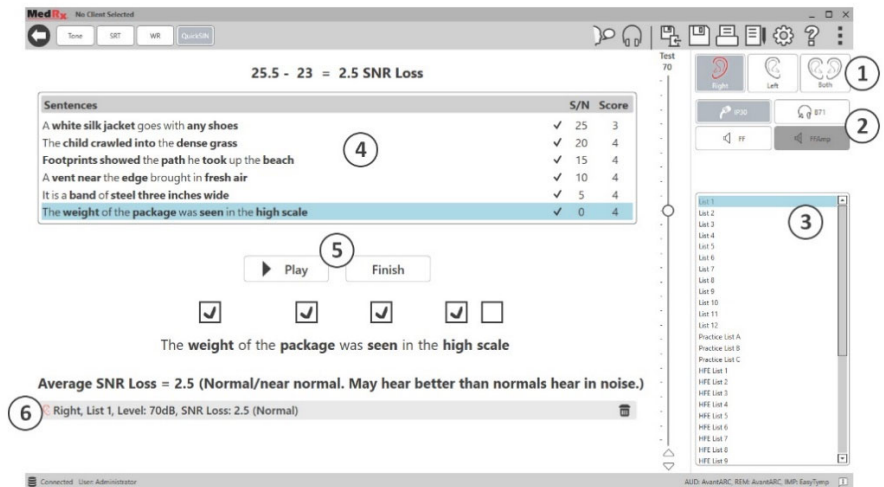 MedRx No Client Selected
Tone SRT WR QuickSIN
Test
70
25.5 - 23 = 2.5 SNR Loss
Right Left Both
1
Sentences S/N Score
A white silk jacket goes with any shoes ✓ 25 3
The child crawled into the dense grass ✓ 20 4
Footprints showed the path he took up the beach ✓ 15 4
A vent near the edge brought in fresh air ✓ 10 4
It is a band of steel three inches wide ✓ 5 4
The weight of the package was seen in the high scale ✓ 0 4
4
IP30 B71
FF FFAmp
2
List 1
List 2
List 3
List 4
List 5
List 6
List 7
List 8
List 9
List 10
List 11
List 12
Practice List A
Practice List B
Practice List C
HFE List 1
HFE List 2
HFE List 3
HFE List 4
HFE List 5
HFE List 6
HFE List 7
HFE List 8
HFE List 9
3
5
Play Finish
The weight of the package was seen in the high scale
Average SNR Loss = 2.5 (Normal/near normal. May hear better than normals hear in noise.)
6
Right, List 1, Level: 70dB, SNR Loss: 2.5 (Normal)
Connected User: Administrator
AUD: AvantARC, REM: AvantARC, IMP: EasyTymp